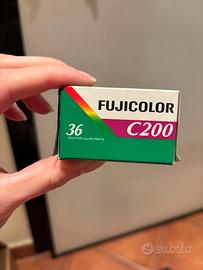 FUJICOLOR
36
C200
FILM FOR COLOR PRINTS
subito